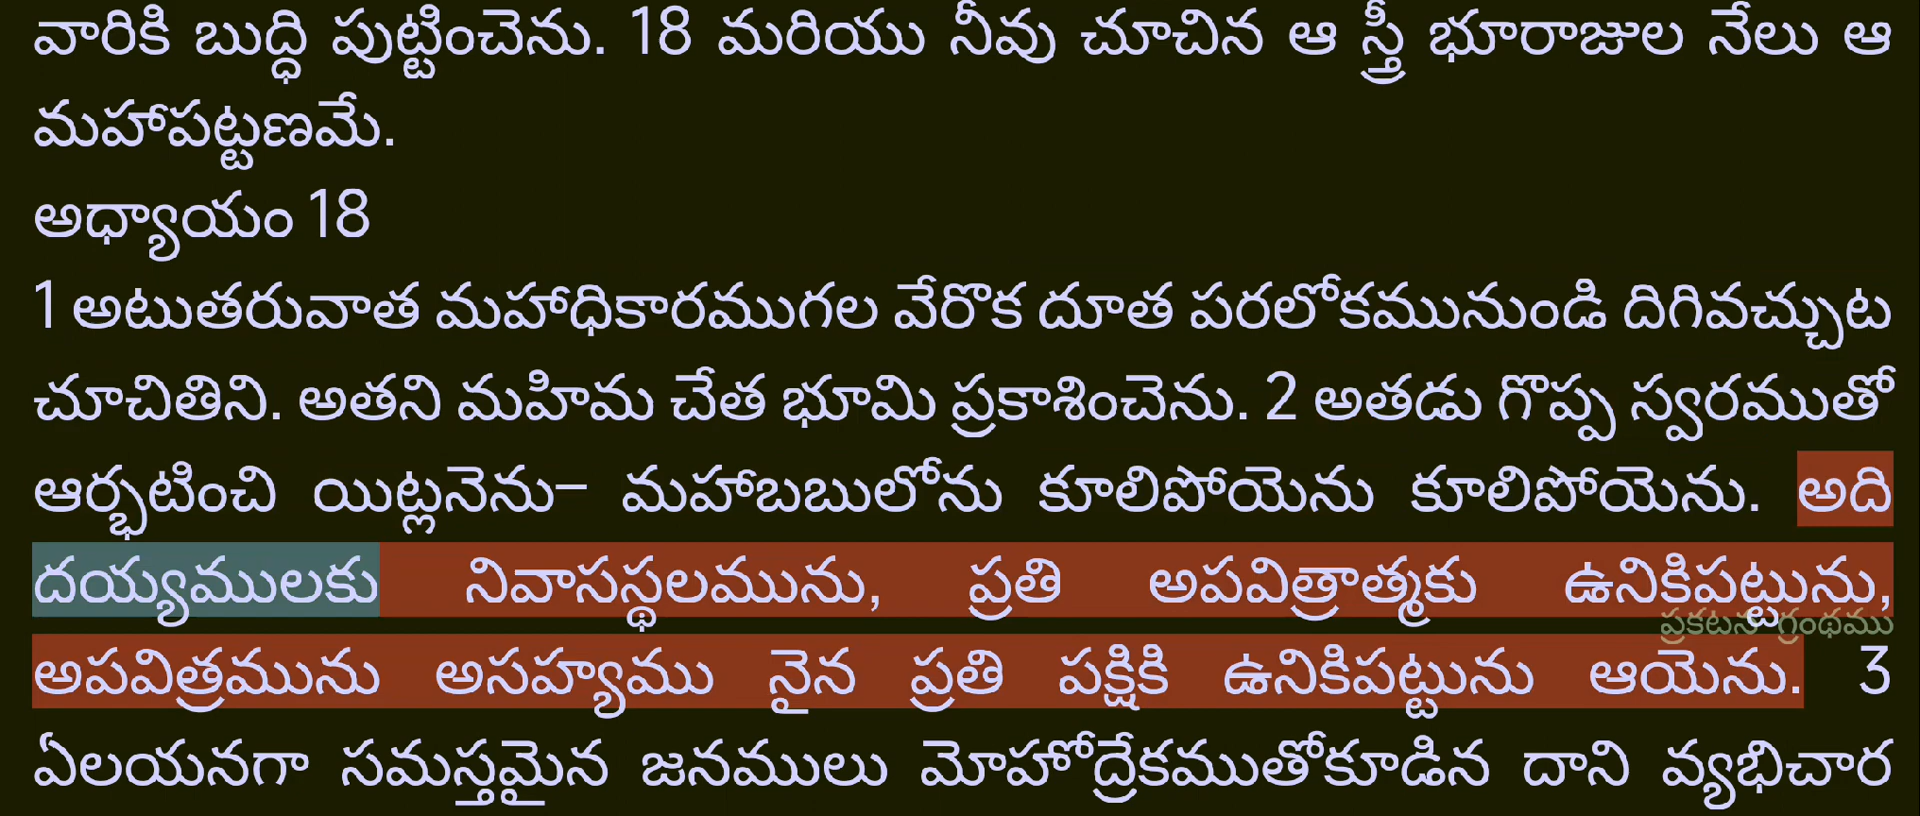 వారికి బుద్ధి పుట్టించెను. 18 మరియు నీవు చూచిన ఆ స్త్రీ భూరాజుల నేలు ఆ
మహాపట్టణమే.
అధ్యాయం 18
1 అటుతరువాత మహాధికారముగల వేరొక దూత పరలోకమునుండి దిగివచ్చుట
చూచితిని. అతని మహిమ చేత భూమి ప్రకాశించెను. 2 అతడు గొప్ప స్వరముతో
ఆర్భటించి యిట్లనెను– మహాబబులోను కూలిపోయెను కూలిపోయెను. అది
దయ్యములకు నివాసస్థలమును, ప్రతి అపవిత్రాత్మకు ఉనికిపట్టును,
ప్రకటన గ్రంథము
అపవిత్రమును అసహ్యము నైన ప్రతి పక్షికి ఉనికిపట్టును ఆయెను. 3
ఏలయనగా సమస్తమైన జనములు మోహోద్రేకముతోకూడిన దాని వ్యభిచార